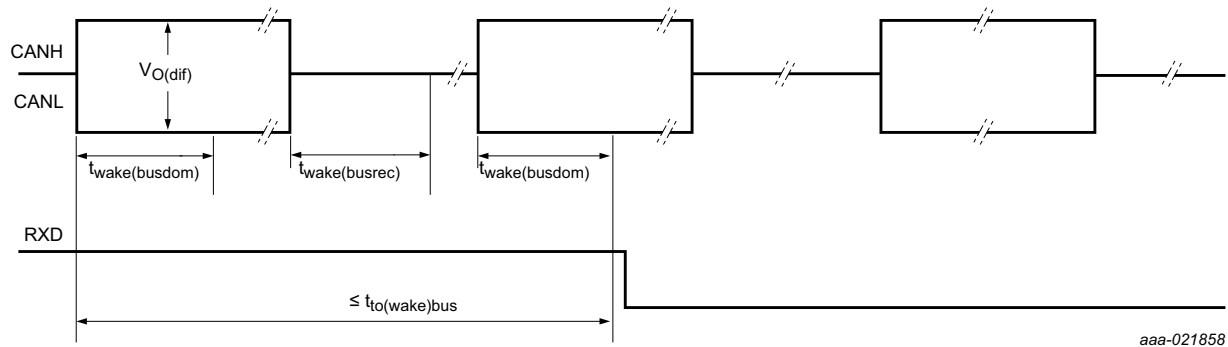 CANH
V_O(dif)
CANL
t_wake(busdom)
t_wake(busrec)
t_wake(busdom)
RXD
≤ t_to(wake)bus
aaa-021858